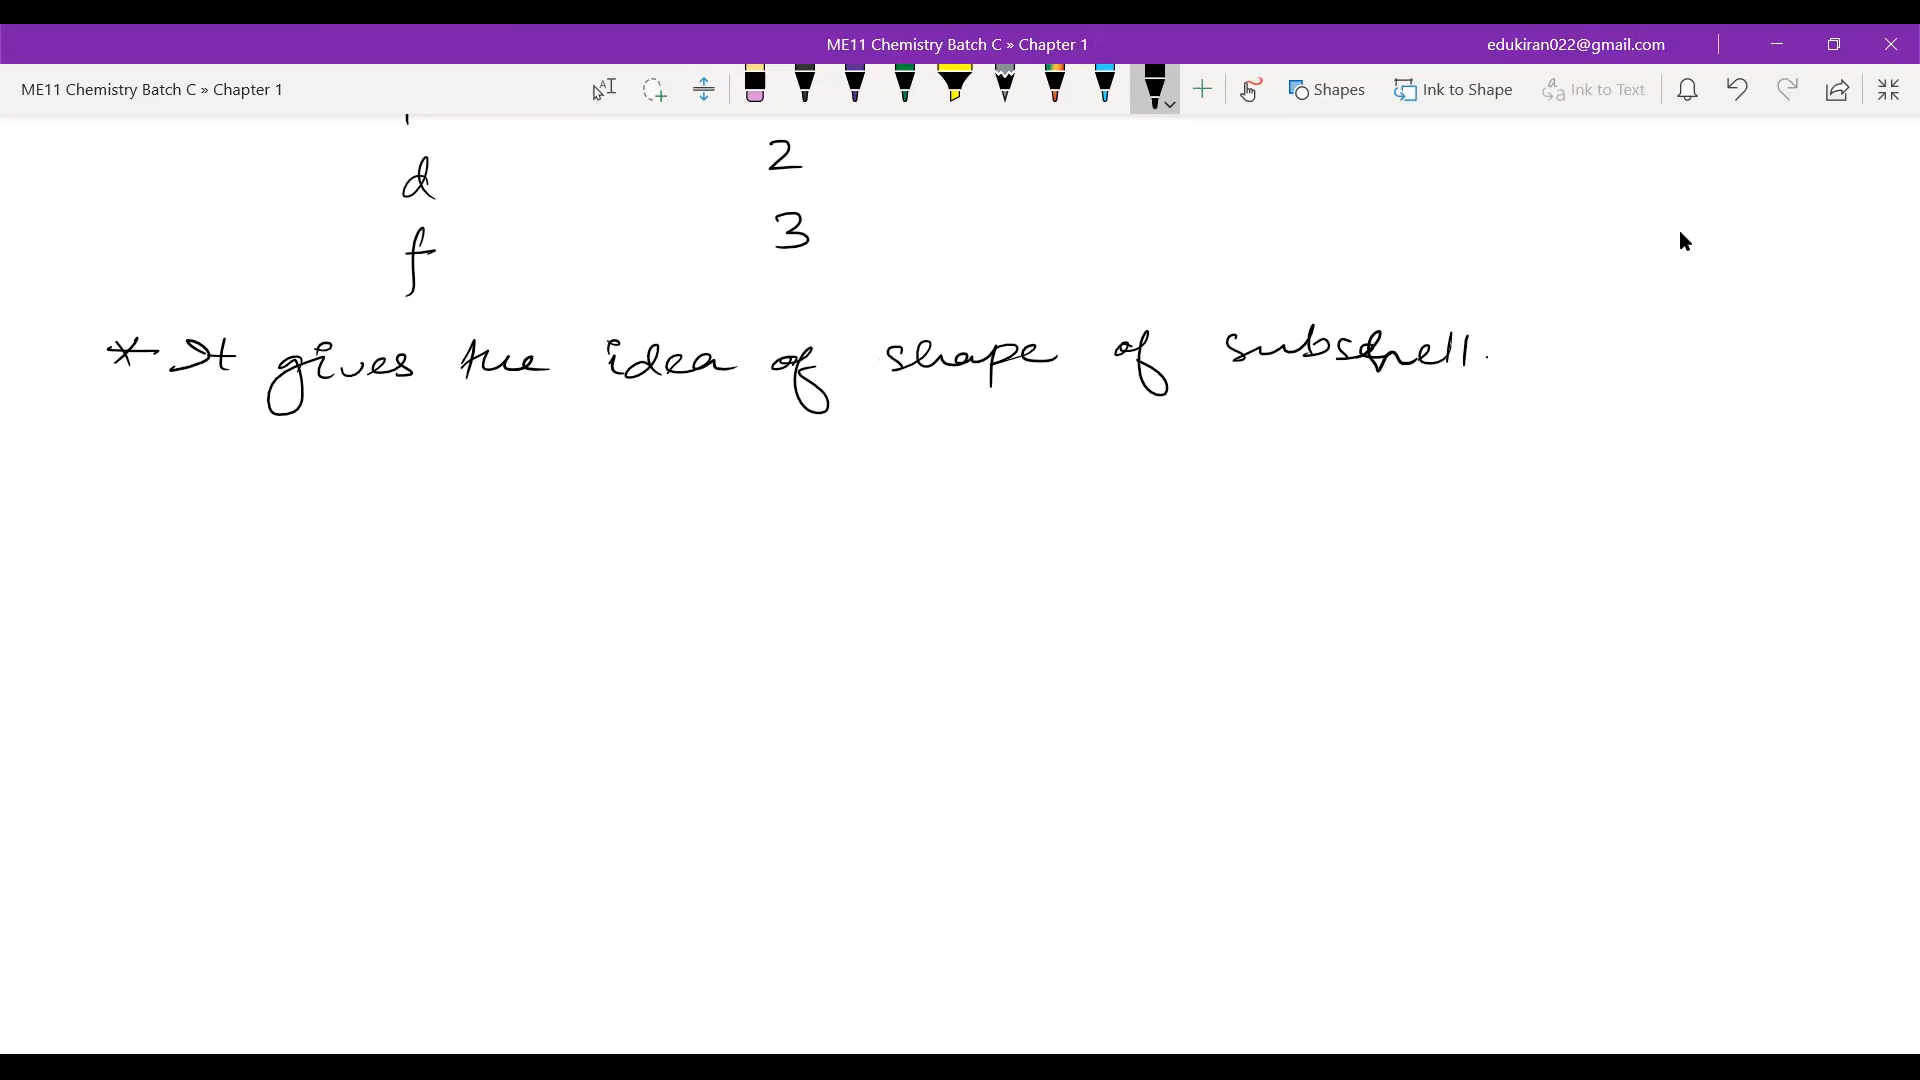 ME11 Chemistry Batch C » Chapter 1
edukiran022@gmail.com
ME11 Chemistry Batch C » Chapter 1
Shapes
Ink to Shape
Ink to Text
d 2
f 3
* It gives the idea of shape of subshell.